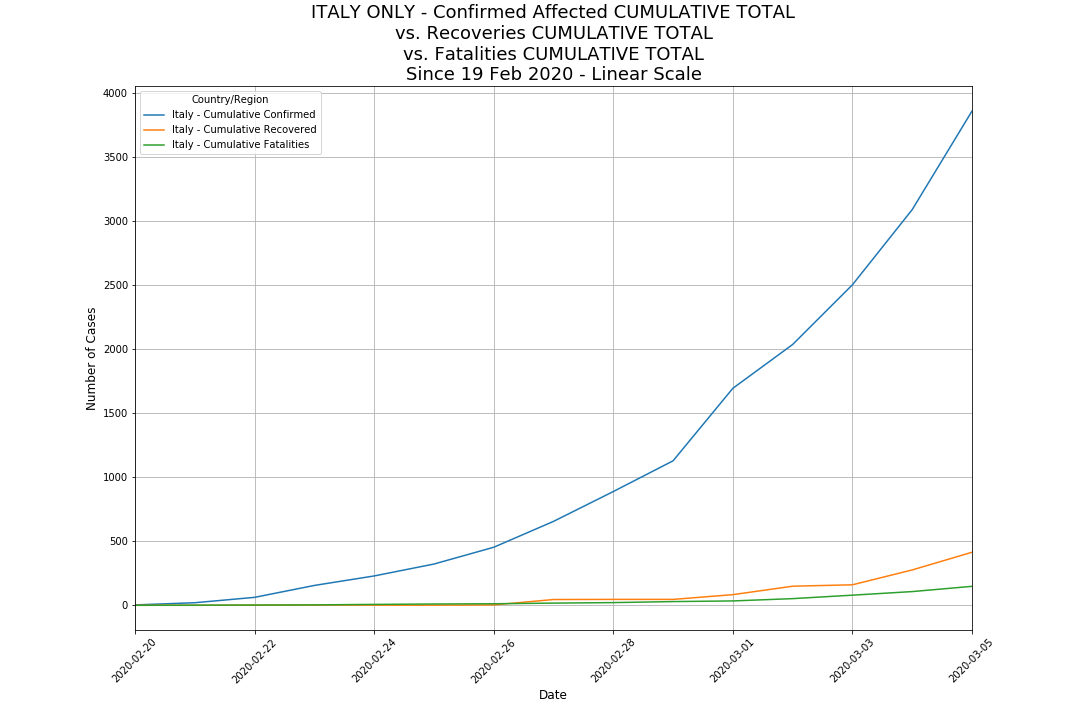 ITALY ONLY - Confirmed Affected CUMULATIVE TOTAL
vs. Recoveries CUMULATIVE TOTAL
vs. Fatalities CUMULATIVE TOTAL
Since 19 Feb 2020 - Linear Scale
Country/Region
Italy - Cumulative Confirmed
Italy - Cumulative Recovered
Italy - Cumulative Fatalities
Number of Cases
4000
3500
3000
2500
2000
1500
1000
500
0
2020-02-20
2020-02-22
2020-02-24
2020-02-26
2020-02-28
2020-03-01
2020-03-03
2020-03-05
Date